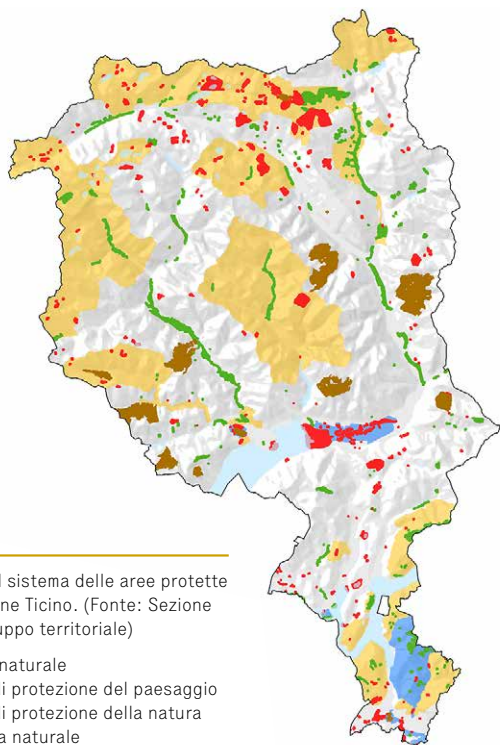 l sistema delle aree protette
ne Ticino. (Fonte: Sezione
uppo territoriale)
naturale
i protezione del paesaggio
i protezione della natura
a naturale